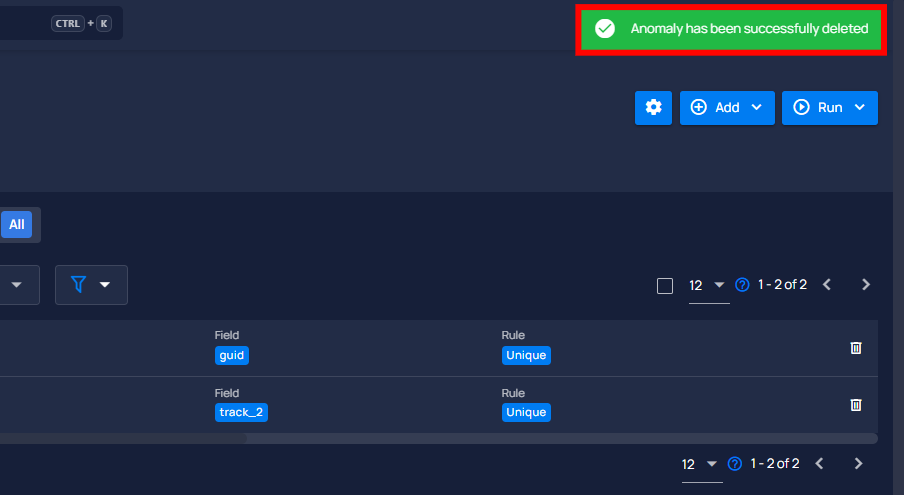 CTRL + K
Anomaly has been successfully deleted
Add
Run
All
12
1 - 2 of 2
Field
Rule
guid
Unique
Field
Rule
track_2
Unique
12
1 - 2 of 2